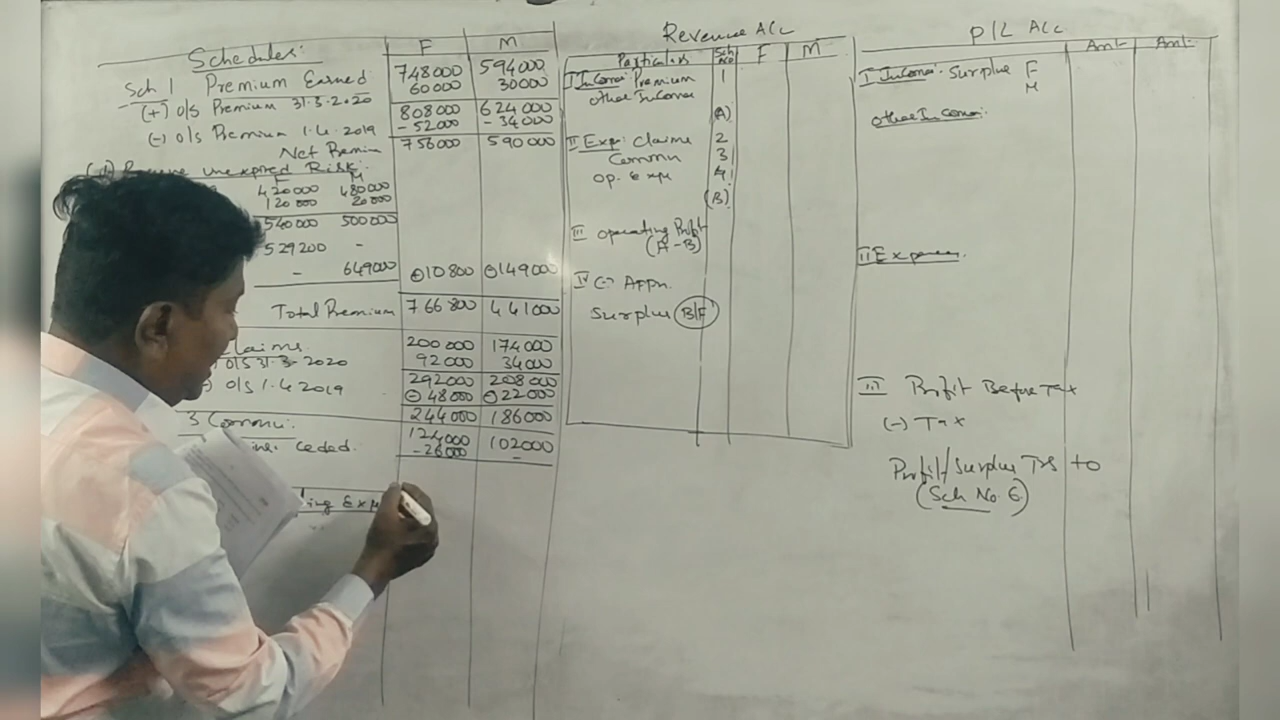 Schedules:
F M
Sch 1 Premium Earned 748000 594000
(+) O/S Premium 31.3.2020 60000 30000
808000 624000
(-) O/S Premium 1.4.2019 -52000 -34000
Net Premium 756000 590000
Unexpired Risk:
F M
420000 480000
120000 20000
540000 500000
529200 -
- 649000 10800 149000
Total Premium 766800 441000
Claims. 200000 174000
O/S 31.3.2020 92000 34000
292000 208000
O/S 1.4.2019 - 48000 - 22000
244000 186000
3 Commn:
124000 102000
ceded. -26000 -
Revenue A/c
Particulars Sch No F M
I Income: Premium 1
Other Income
(A)
II Exp: Claims 2
Commn 3
Op. Exp 4
(B)
III Operating Profit
(A-B)
IV (-) Appn.
Surplus B/F
P/L A/c
Amt Amt
I Income: Surplus F
M
Other Income:
II Expenses.
III Profit Before Tax
(-) Tax
Profit/Surplus Trs to
(Sch No. 6)